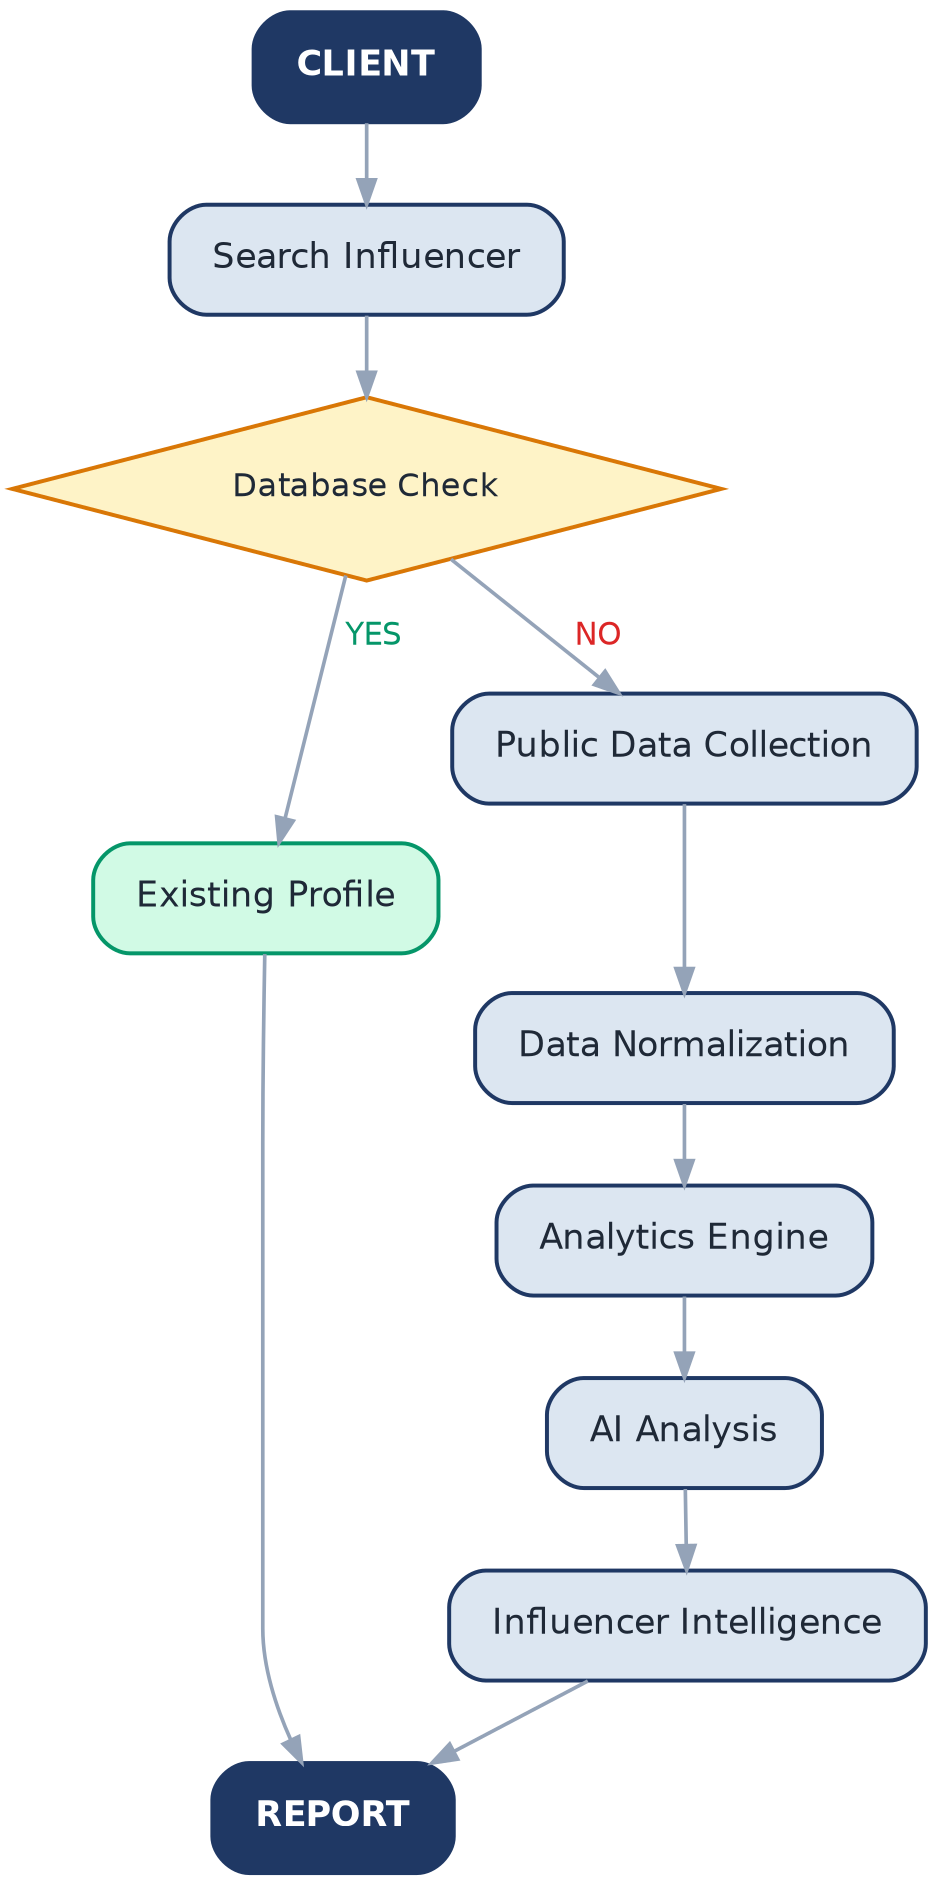 CLIENT
Search Influencer
Database Check
YES
NO
Public Data Collection
Existing Profile
Data Normalization
Analytics Engine
AI Analysis
Influencer Intelligence
REPORT